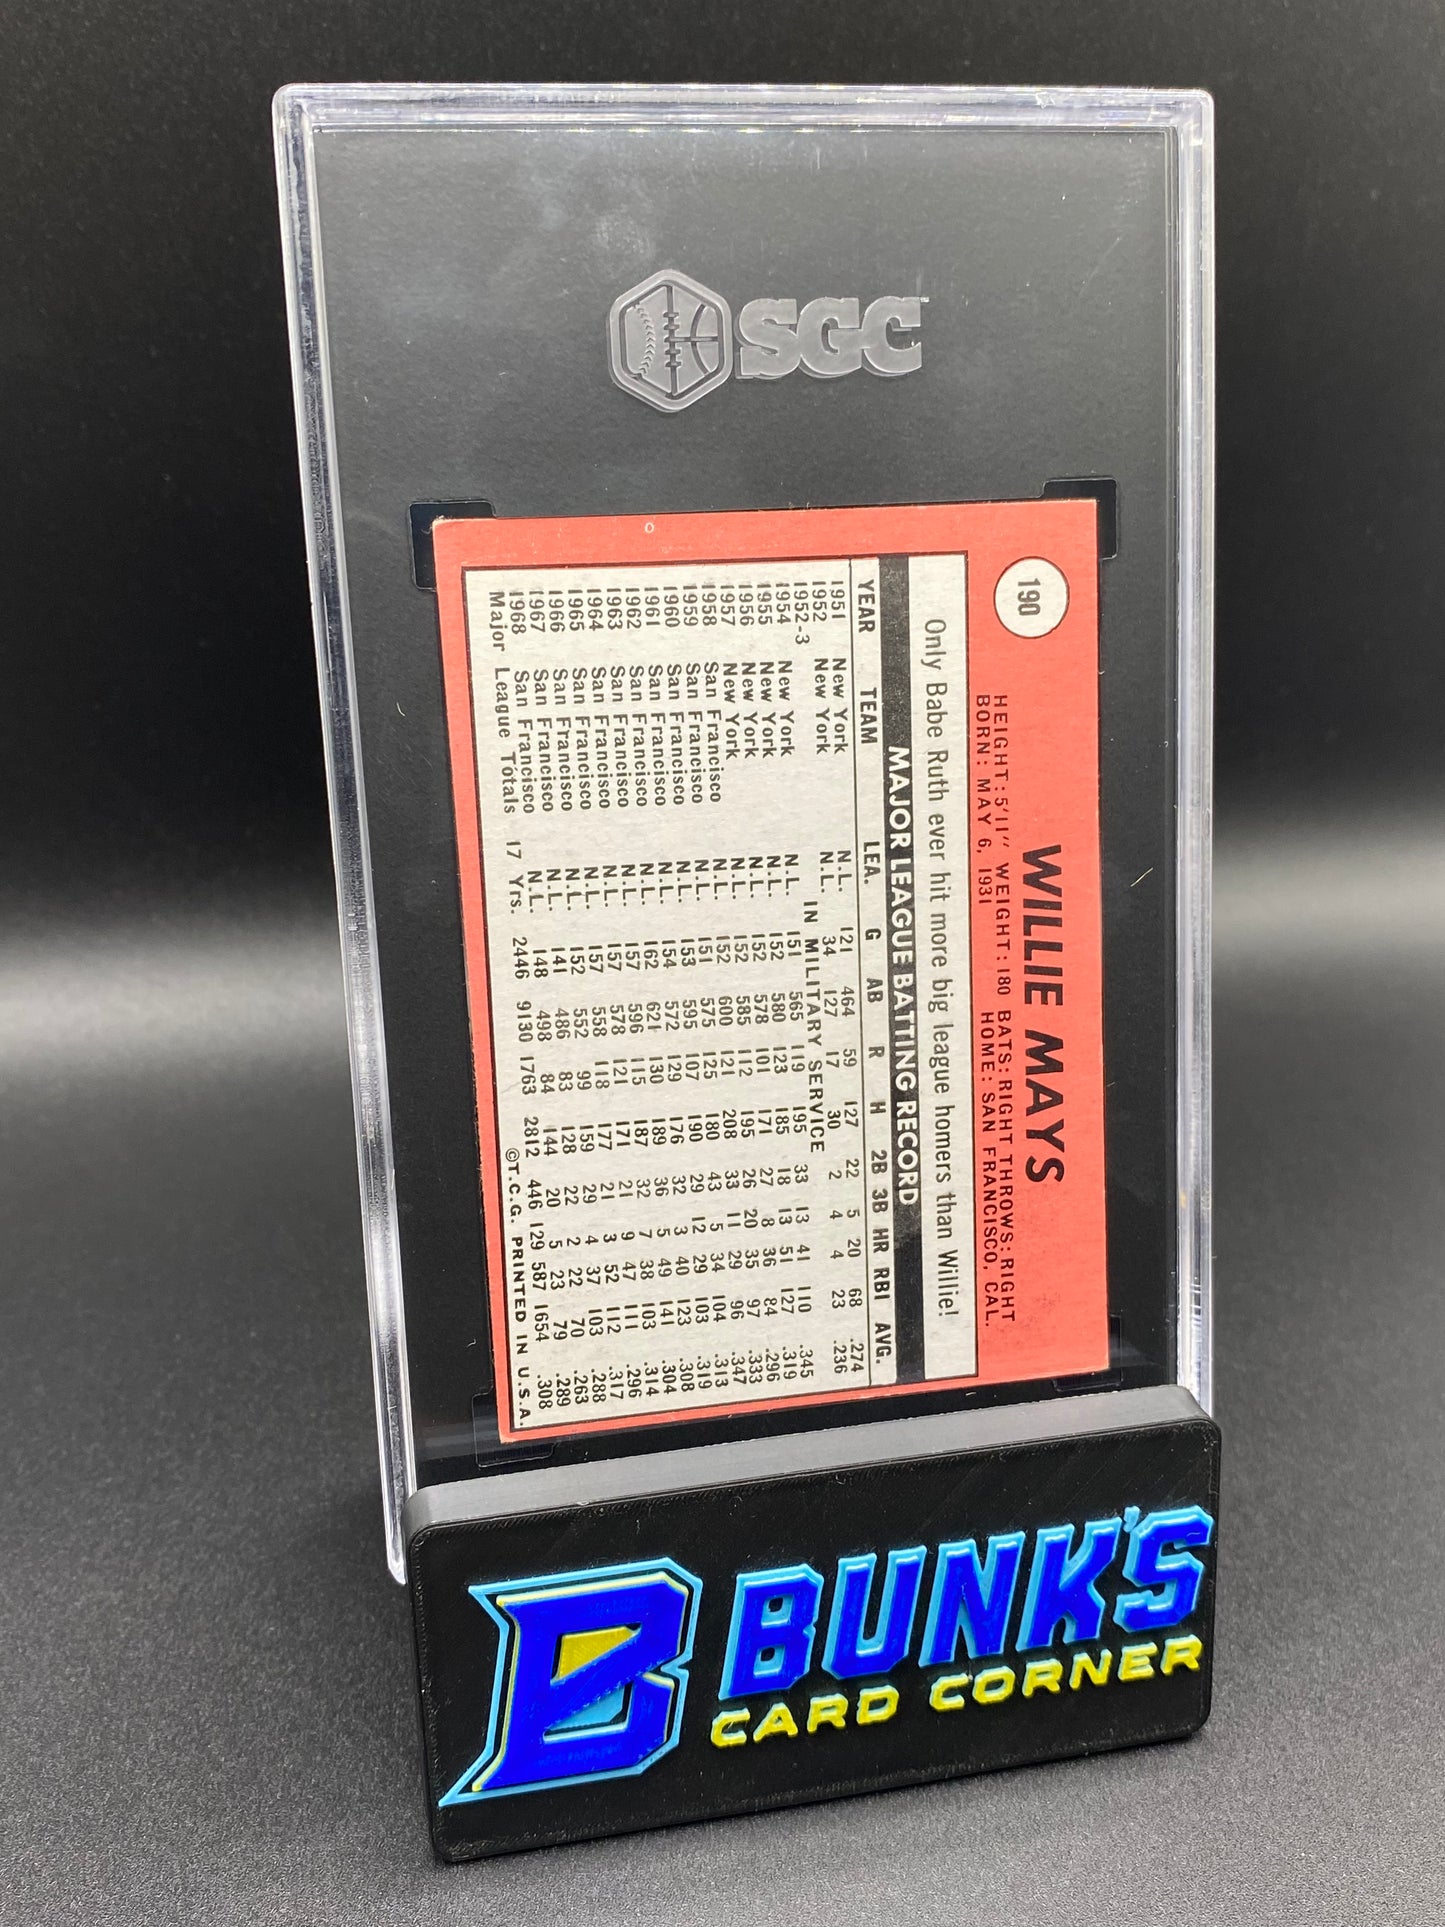 SGC
190
WILLIE MAYS
HEIGHT: 5'11" WEIGHT: 180 BATS: RIGHT THROWS: RIGHT
BORN: MAY 6, 1931 HOME: SAN FRANCISCO, CAL.
Only Babe Ruth ever hit more big league homers than Willie!
MAJOR LEAGUE BATTING RECORD
YEAR TEAM LEA. G AB R H 2B 3B HR RBI AVG.
1951 New York N.L. 121 464 59 127 22 5 20 68 .274
1952 New York N.L. 34 127 17 30 2 4 4 23 .236
1952-3 IN MILITARY SERVICE
1954 New York N.L. 151 565 119 195 33 13 41 110 .345
1955 New York N.L. 152 580 123 185 18 13 51 127 .319
1956 New York N.L. 152 578 101 171 27 8 36 84 .296
1957 New York N.L. 152 585 112 195 26 20 35 97 .333
1958 San Francisco N.L. 152 600 121 208 33 11 29 96 .347
1959 San Francisco N.L. 151 575 125 180 43 5 34 104 .313
1960 San Francisco N.L. 153 595 107 190 29 12 29 103 .319
1961 San Francisco N.L. 154 572 129 176 32 3 40 123 .308
1962 San Francisco N.L. 162 621 130 189 36 5 49 141 .304
1963 San Francisco N.L. 157 596 115 187 32 7 38 103 .314
1964 San Francisco N.L. 157 578 121 171 21 9 47 111 .296
1965 San Francisco N.L. 157 558 118 177 21 3 52 112 .317
1966 San Francisco N.L. 152 552 99 159 29 4 37 103 .288
1967 San Francisco N.L. 141 486 83 128 22 2 22 70 .263
1968 San Francisco N.L. 148 498 84 144 20 5 23 79 .289
Major League Totals 17 Yrs. 2446 9130 1763 2812 446 129 587 1654 .308
©T.C.G. PRINTED IN U.S.A.
B BUNK'S
CARD CORNER